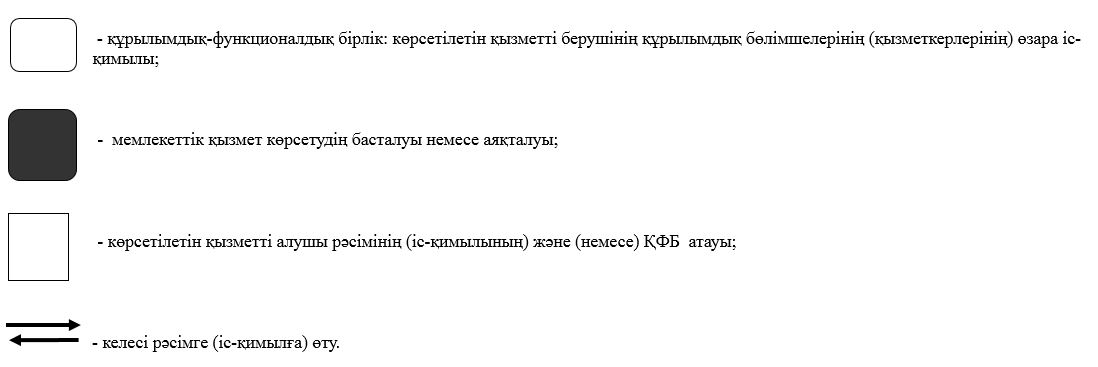 - құрылымдық-функционалдық бірлік: көрсетілетін қызметті берушінің құрылымдық бөлімшелерінің (қызметкерлерінің) өзара іс-
қимылы;
- мемлекеттік қызмет көрсетудің басталуы немесе аяқталуы;
- көрсетілетін қызметті алушы рәсімінің (іс-қимылының) және (немесе) ҚФБ атауы;
- келесі рәсімге (іс-қимылға) өту.